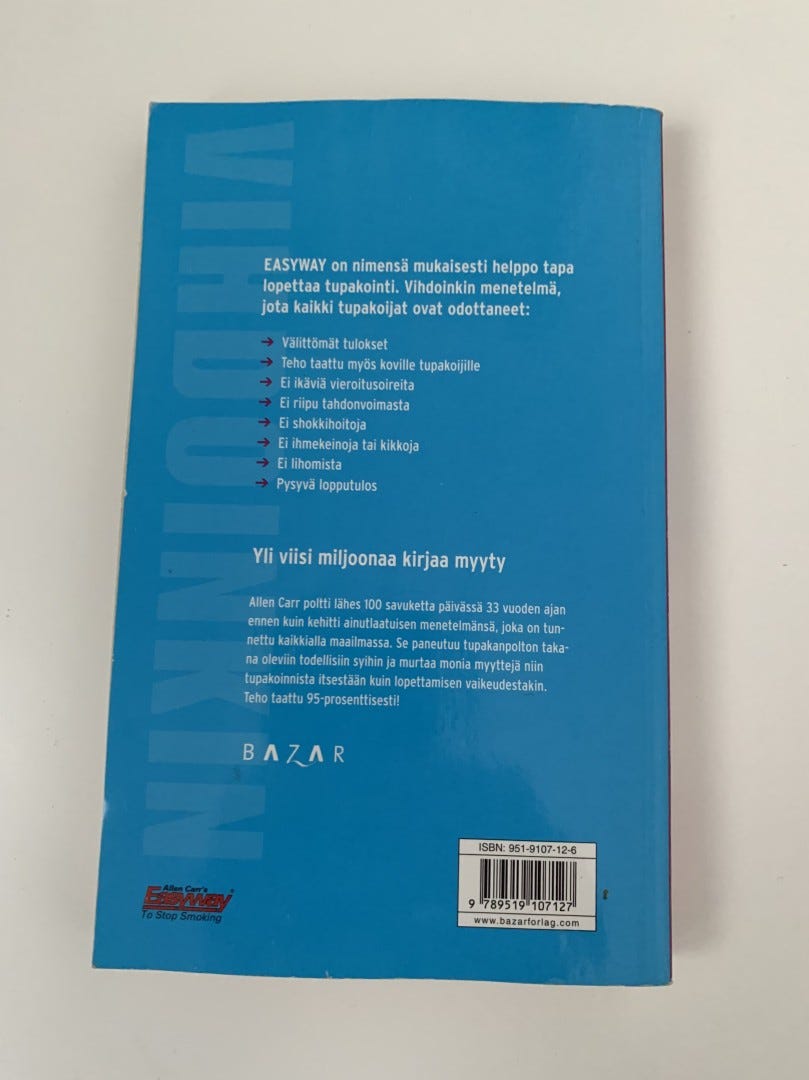 VIHDOINKIN
EASYWAY on nimensä mukaisesti helppo tapa
lopettaa tupakointi. Vihdoinkin menetelmä,
jota kaikki tupakoijat ovat odottaneet:
→ Välittömät tulokset
→ Teho taattu myös koville tupakoijille
→ Ei ikäviä vieroitusoireita
→ Ei riipu tahdonvoimasta
→ Ei shokkihoitoja
→ Ei ihmekeinoja tai kikkoja
→ Ei lihomista
→ Pysyvä lopputulos
Yli viisi miljoonaa kirjaa myyty
Allen Carr poltti lähes 100 savuketta päivässä 33 vuoden ajan
ennen kuin kehitti ainutlaatuisen menetelmänsä, joka on tun-
nettu kaikkialla maailmassa. Se paneutuu tupakanpolton taka-
na oleviin todellisiin syihin ja murtaa monia myyttejä niin
tupakoinnista itsestään kuin lopettamisen vaikeudestakin.
Teho taattu 95-prosenttisesti!
BAZAR
Allen Carr's
Easyway®
To Stop Smoking
ISBN: 951-9107-12-6
9 789519 107127
www.bazarforlag.com